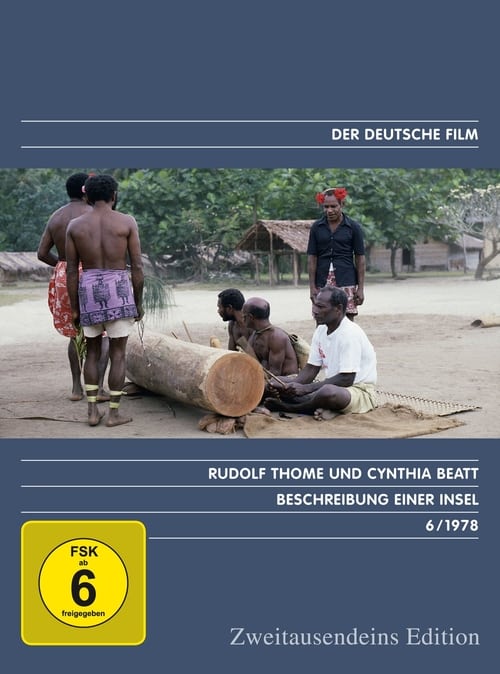 DER DEUTSCHE FILM
RUDOLF THOME UND CYNTHIA BEATT
BESCHREIBUNG EINER INSEL
6/1978
FSK
ab
6
freigegeben
Zweitausendeins Edition